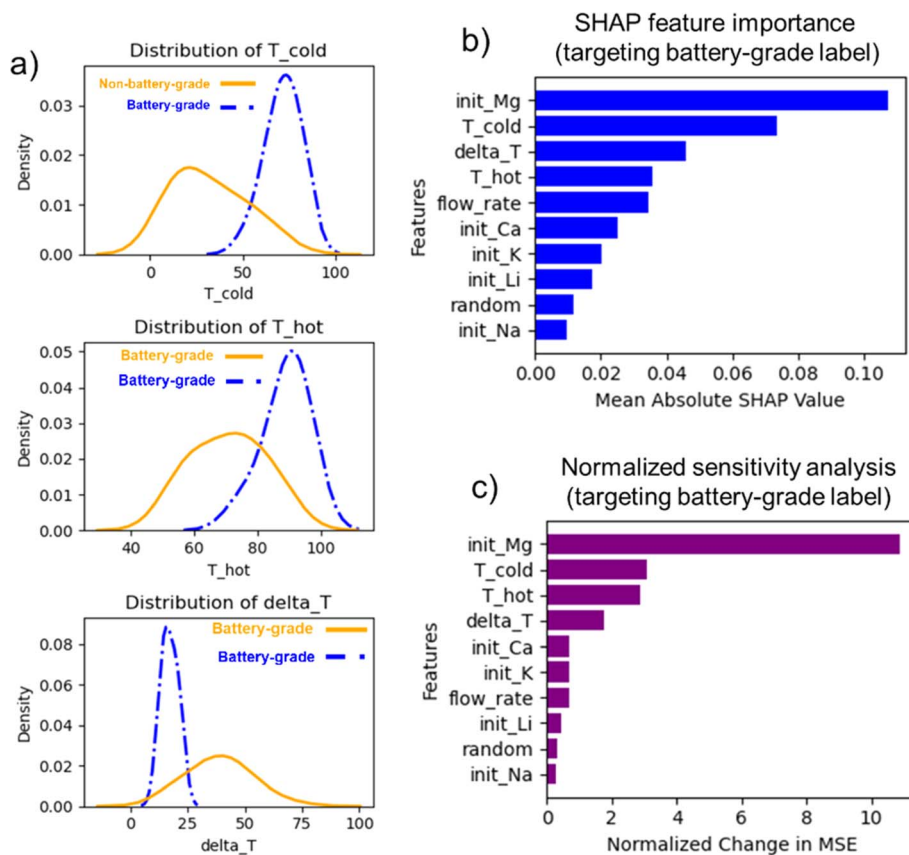 a)
Distribution of T_cold
Non-battery-grade
Battery-grade
Density
0.03
0.02
0.01
0.00
0 50 100
T_cold
Distribution of T_hot
Battery-grade
Battery-grade
Density
0.05
0.04
0.03
0.02
0.01
0.00
40 60 80 100
T_hot
Distribution of delta_T
Battery-grade
Battery-grade
Density
0.08
0.06
0.04
0.02
0.00
0 25 50 75 100
delta_T
b)
SHAP feature importance
(targeting battery-grade label)
Features
init_Mg
T_cold
delta_T
T_hot
flow_rate
init_Ca
init_K
init_Li
random
init_Na
0.00 0.02 0.04 0.06 0.08 0.10
Mean Absolute SHAP Value
c)
Normalized sensitivity analysis
(targeting battery-grade label)
Features
init_Mg
T_cold
T_hot
delta_T
init_Ca
init_K
flow_rate
init_Li
random
init_Na
0 2 4 6 8 10
Normalized Change in MSE